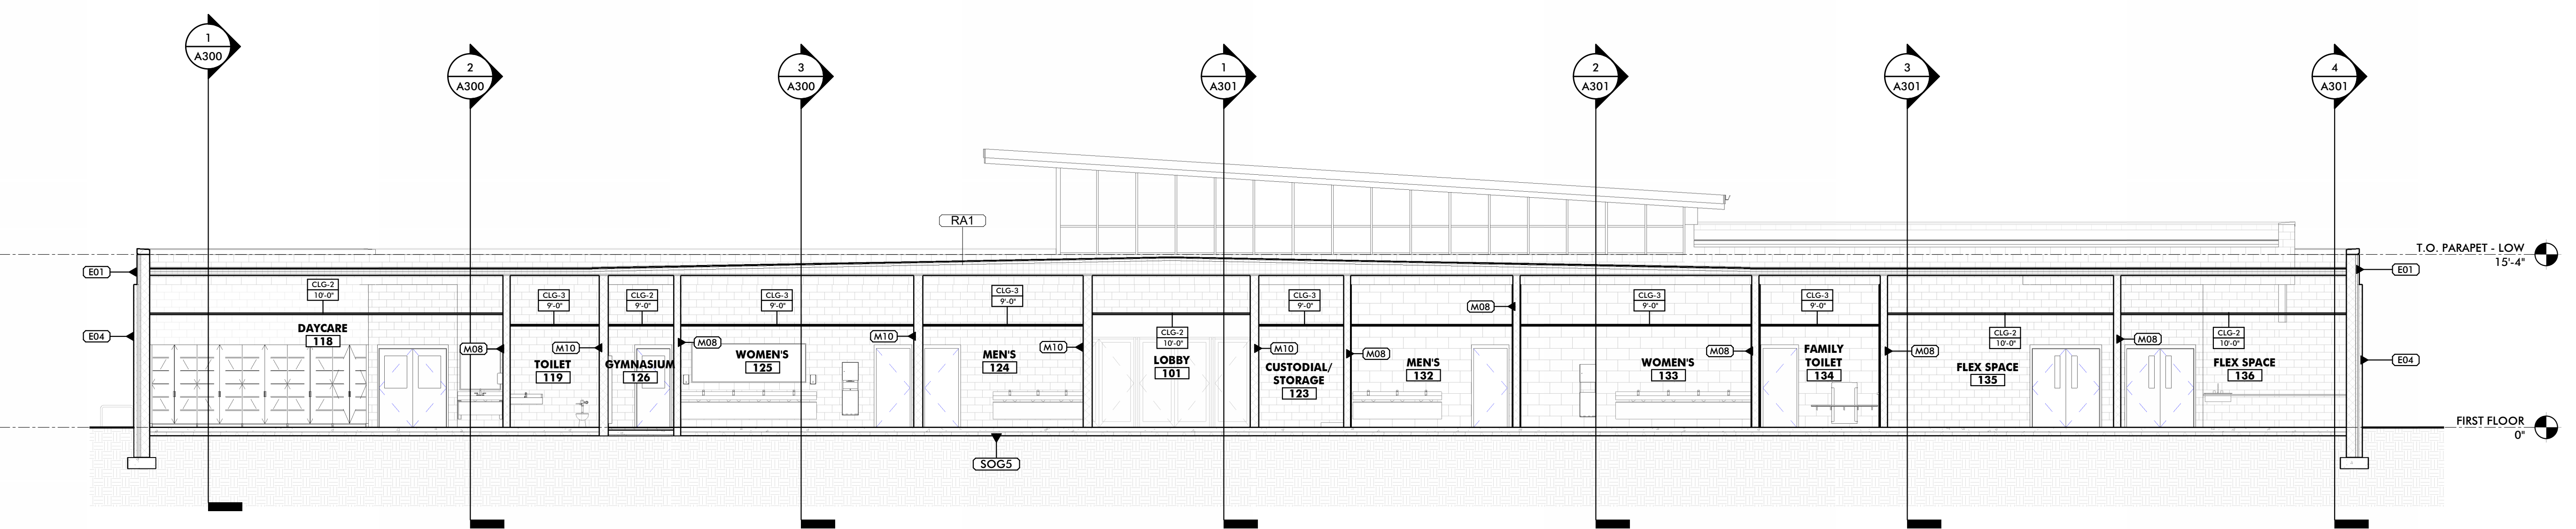 1
A300
2
A300
3
A300
1
A301
2
A301
3
A301
4
A301
RA1
T.O. PARAPET - LOW
15'-4"
E01
E01
CLG-2
10'-0"
CLG-3
9'-0"
CLG-2
9'-0"
CLG-3
9'-0"
CLG-3
9'-0"
CLG-2
10'-0"
CLG-3
9'-0"
M08
CLG-3
9'-0"
CLG-3
9'-0"
CLG-2
10'-0"
CLG-2
10'-0"
E04
DAYCARE
118
M08
TOILET
119
M10
GYMNASIUM
126
M08
WOMEN'S
125
M10
MEN'S
124
M10
LOBBY
101
M10
CUSTODIAL/
STORAGE
123
M08
MEN'S
132
WOMEN'S
133
M08
FAMILY
TOILET
134
M08
FLEX SPACE
135
M08
FLEX SPACE
136
E04
FIRST FLOOR
0"
SOG5